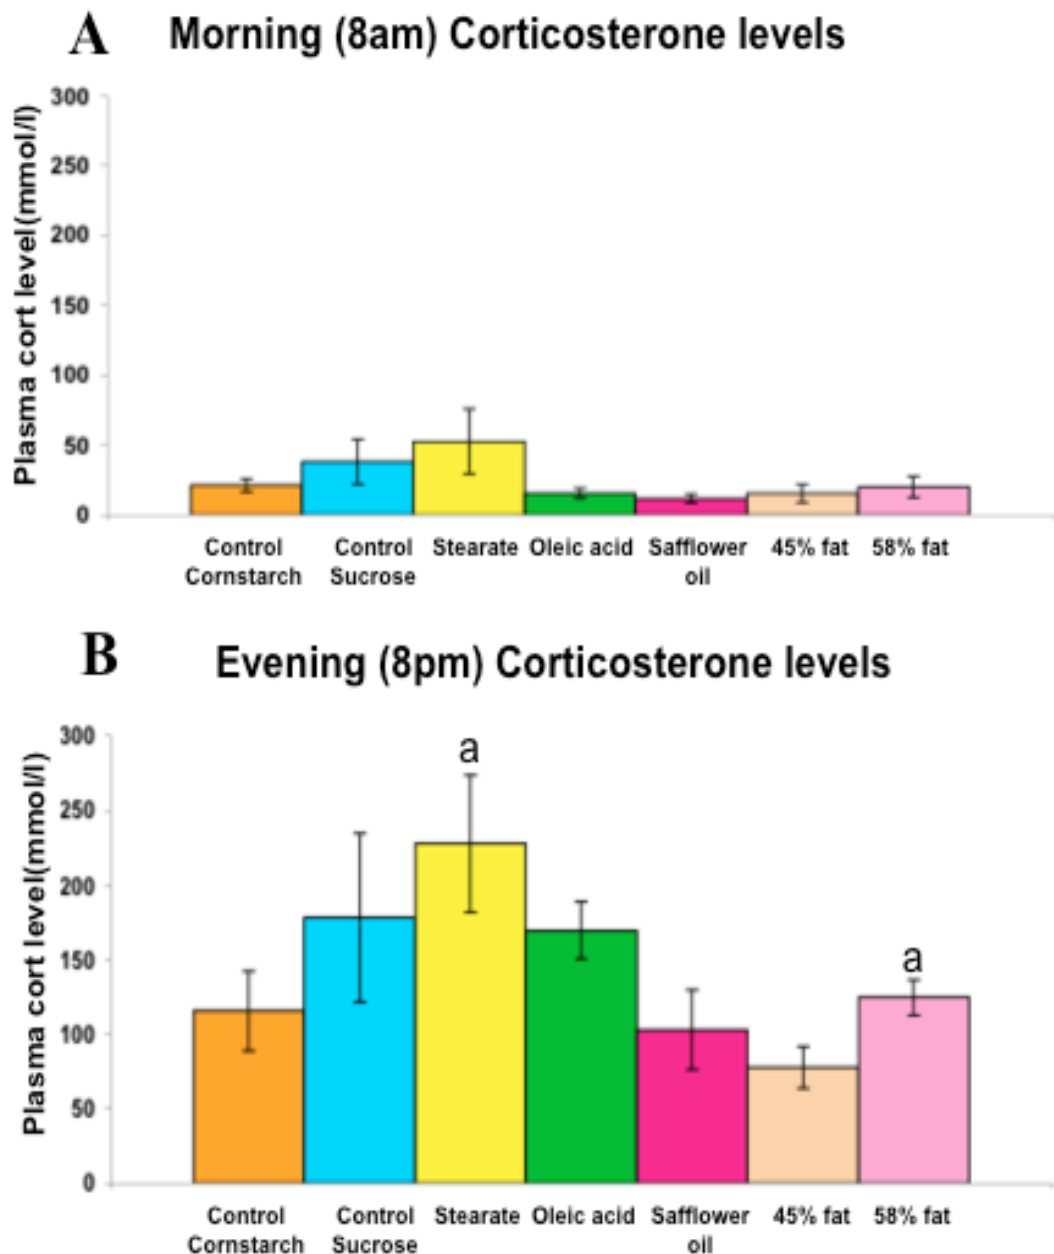 A
Morning (8am) Corticosterone levels
Plasma cort level(mmol/l)
300
250
200
150
100
50
0
Control Cornstarch
Control Sucrose
Stearate
Oleic acid
Safflower oil
45% fat
58% fat
B
Evening (8pm) Corticosterone levels
Plasma cort level(mmol/l)
300
250
200
150
100
50
0
a
a
Control Cornstarch
Control Sucrose
Stearate
Oleic acid
Safflower oil
45% fat
58% fat